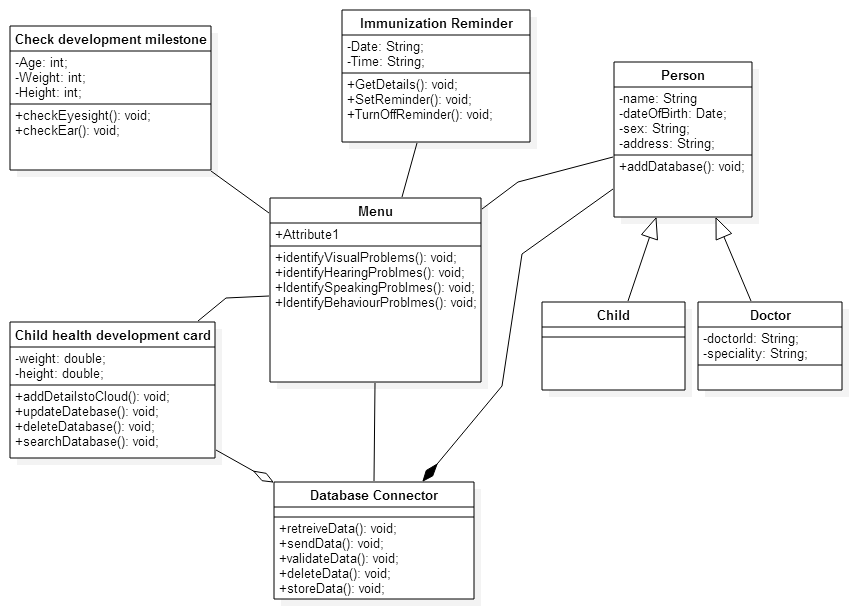 Check development milestone
-Age: int;
-Weight: int;
-Height: int;
+checkEyesight(): void;
+checkEar(): void;
Immunization Reminder
-Date: String;
-Time: String;
+GetDetails(): void;
+SetReminder(): void;
+TurnOffReminder(): void;
Person
-name: String
-dateOfBirth: Date;
-sex: String;
-address: String;
+addDatabase(): void;
Menu
+Attribute1
+identifyVisualProblems(): void;
+identifyHearingProblmes(): void;
+IdentifySpeakingProblmes(): void;
+IdentifyBehaviourProblmes(): void;
Child
Doctor
-doctorId: String;
-speciality: String;
Child health development card
-weight: double;
-height: double;
+addDetailstoCloud(): void;
+updateDatebase(): void;
+deleteDatabase(): void;
+searchDatabase(): void;
Database Connector
+retreiveData(): void;
+sendData(): void;
+validateData(): void;
+deleteData(): void;
+storeData(): void;